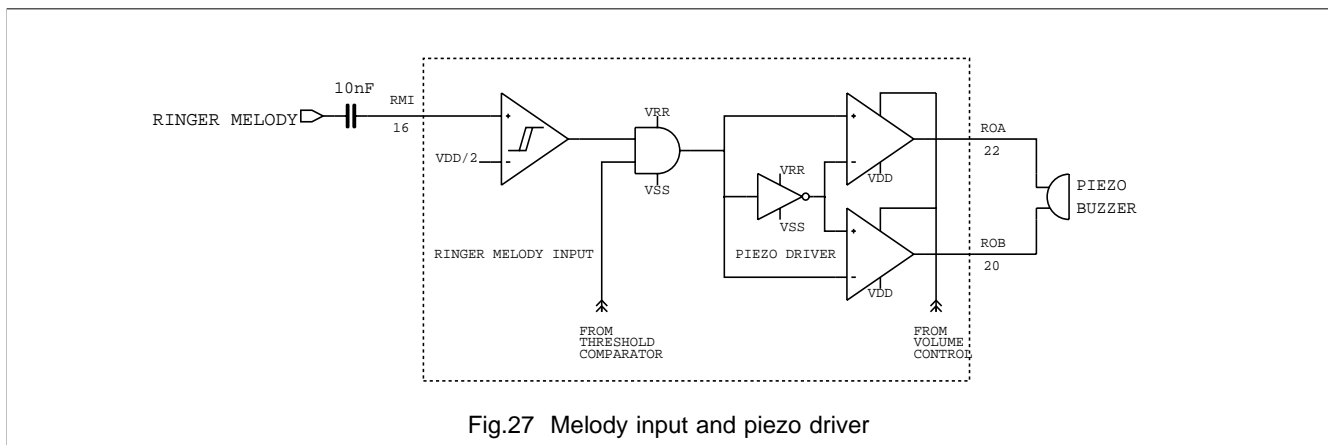 10nF
RINGER MELODY
RMI
16
+
VDD/2
-
VRR
VSS
VRR
VSS
+
-
VDD
+
-
VDD
ROA
22
PIEZO
BUZZER
ROB
20
RINGER MELODY INPUT
PIEZO DRIVER
FROM
THRESHOLD
COMPARATOR
FROM
VOLUME
CONTROL
Fig.27 Melody input and piezo driver